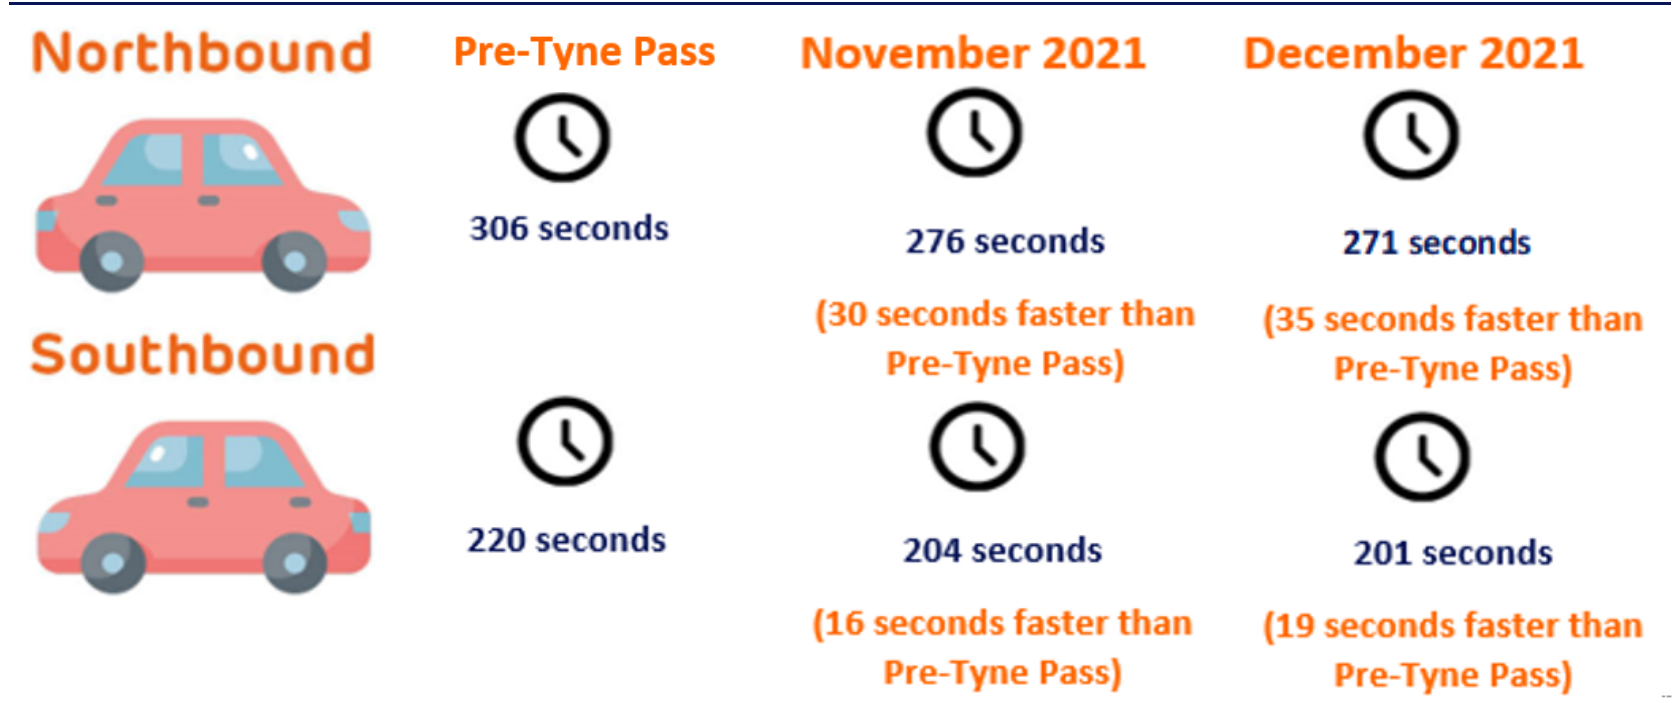 Northbound
Pre-Tyne Pass
November 2021
December 2021
306 seconds
276 seconds
271 seconds
(30 seconds faster than
Pre-Tyne Pass)
(35 seconds faster than
Pre-Tyne Pass)
Southbound
220 seconds
204 seconds
201 seconds
(16 seconds faster than
Pre-Tyne Pass)
(19 seconds faster than
Pre-Tyne Pass)